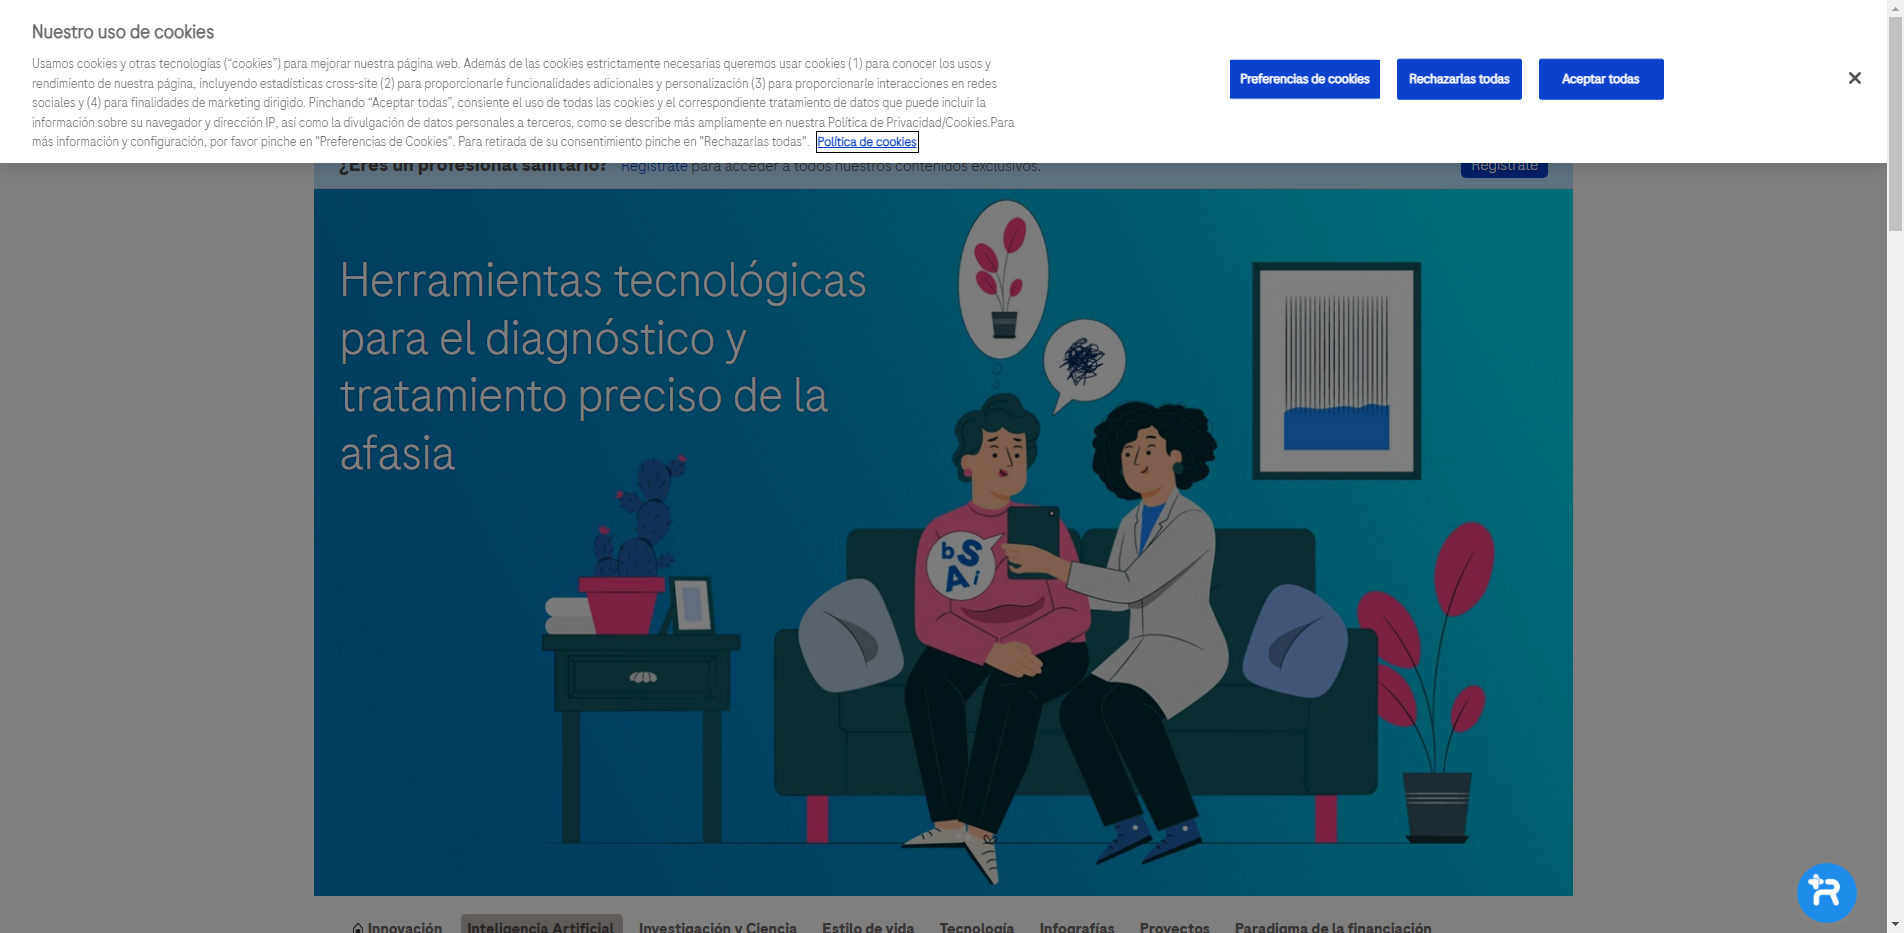 Nuestro uso de cookies
Usamos cookies y otras tecnologías (“cookies”) para mejorar nuestra página web. Además de las cookies estrictamente necesarias queremos usar cookies (1) para conocer los usos y
rendimiento de nuestra página, incluyendo estadísticas cross-site (2) para proporcionarle funcionalidades adicionales y personalización (3) para proporcionarle interacciones en redes
sociales y (4) para finalidades de marketing dirigido. Pinchando “Aceptar todas”, consiente el uso de todas las cookies y el correspondiente tratamiento de datos que puede incluir la
información sobre su navegador y dirección IP, así como la divulgación de datos personales a terceros, como se describe más ampliamente en nuestra Política de Privacidad/Cookies.Para
más información y configuración, por favor pinche en "Preferencias de Cookies". Para retirada de su consentimiento pinche en "Rechazarlas todas". Política de cookies
Preferencias de cookies Rechazarlas todas Aceptar todas
¿Eres un profesional sanitario? Regístrate para acceder a todos nuestros contenidos exclusivos. Regístrate
Herramientas tecnológicas
para el diagnóstico y
tratamiento preciso de la
afasia
b S
A i
Innovación Inteligencia Artificial Investigación y Ciencia Estilo de vida Tecnología Infografías Proyectos Paradigma de la financiación